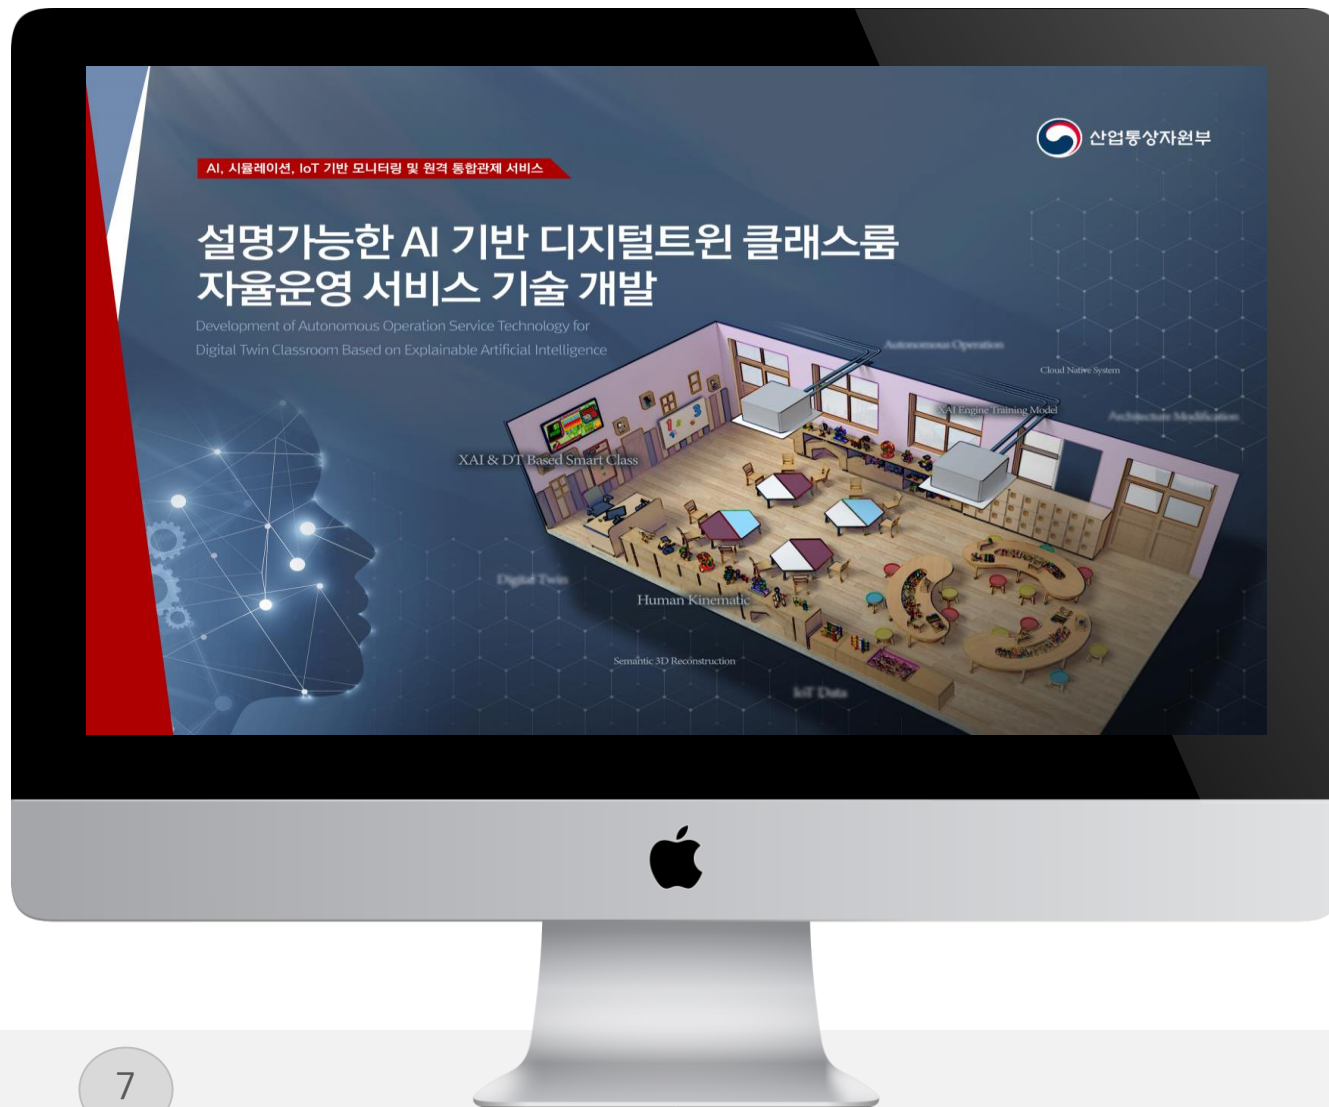 산업통상자원부
AI, 시뮬레이션, IoT 기반 모니터링 및 원격 통합관제 서비스
설명가능한 AI 기반 디지털트윈 클래스룸
자율운영 서비스 기술 개발
Development of Autonomous Operation Service Technology for
Digital Twin Classroom Based on Explainable Artificial Intelligence
Autonomous Operation
Cloud Native System
XAI Engine Training Model
Architecture Modification
XAI & DT Based Smart Class
Digital Twin
Human Kinematic
Semantic 3D Reconstruction
IoT Data
7